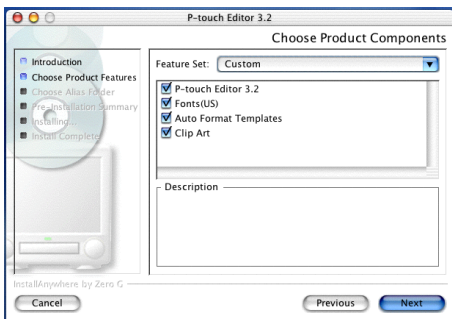 P-touch Editor 3.2
Choose Product Components
Introduction
Choose Product Features
Choose Alias Folder
Pre-Installation Summary
Installing...
Install Complete
Feature Set: Custom
P-touch Editor 3.2
Fonts(US)
Auto Format Templates
Clip Art
Description
InstallAnywhere by Zero G
Cancel
Previous
Next